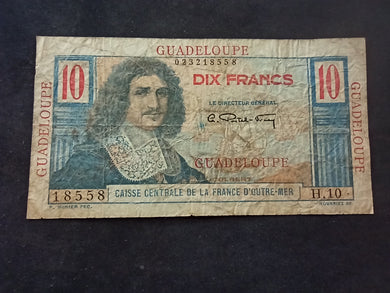 GUADELOUPE
023218558
10
DIX FRANCS
10
LE DIRECTEUR GÉNÉRAL
GUADELOUPE
GUADELOUPE
GUADELOUPE
COLBERT
18558
CAISSE CENTRALE DE LA FRANCE D'OUTRE-MER
H.10